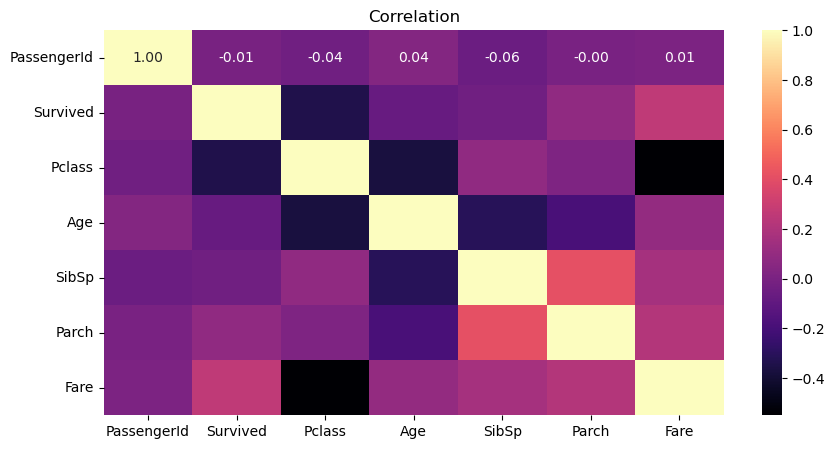 Correlation
PassengerId 1.00 -0.01 -0.04 0.04 -0.06 -0.00 0.01
Survived
Pclass
Age
SibSp
Parch
Fare
PassengerId Survived Pclass Age SibSp Parch Fare
1.0
0.8
0.6
0.4
0.2
0.0
−0.2
−0.4